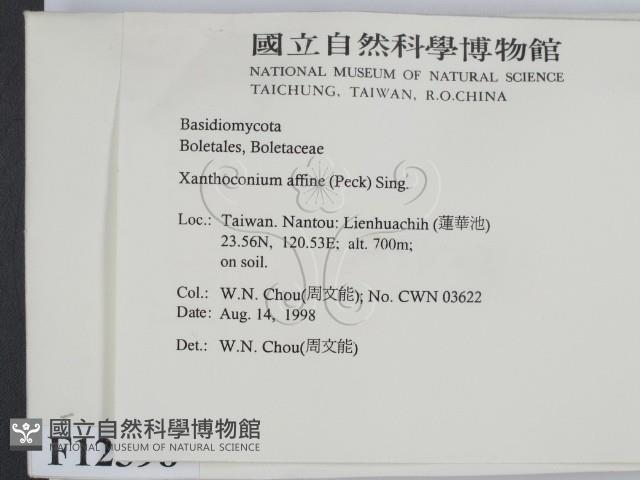 國立自然科學博物館
NATIONAL MUSEUM OF NATURAL SCIENCE
TAICHUNG, TAIWAN, R.O.CHINA
Basidiomycota
Boletales, Boletaceae
Xanthoconium affine (Peck) Sing.
Loc.: Taiwan. Nantou: Lienhuachih (蓮華池)
23.56N, 120.53E; alt. 700m;
on soil.
Col.: W.N. Chou(周文能); No. CWN 03622
Date: Aug. 14, 1998
Det.: W.N. Chou(周文能)
國立自然科學博物館
NATIONAL MUSEUM OF NATURAL SCIENCE